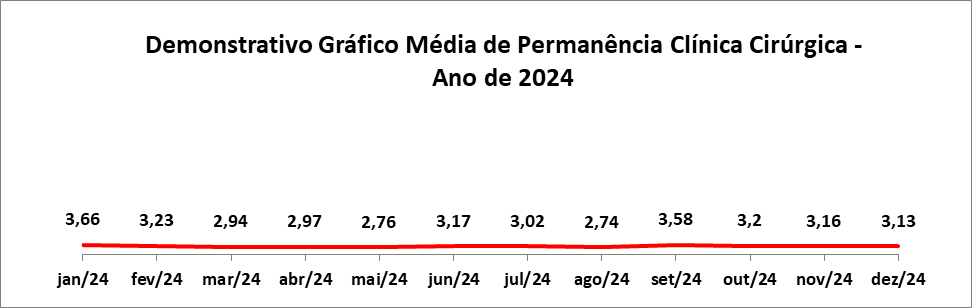 Demonstrativo Gráfico Média de Permanência Clínica Cirúrgica -
Ano de 2024
3,66 3,23 2,94 2,97 2,76 3,17 3,02 2,74 3,58 3,2 3,16 3,13
jan/24 fev/24 mar/24 abr/24 mai/24 jun/24 jul/24 ago/24 set/24 out/24 nov/24 dez/24